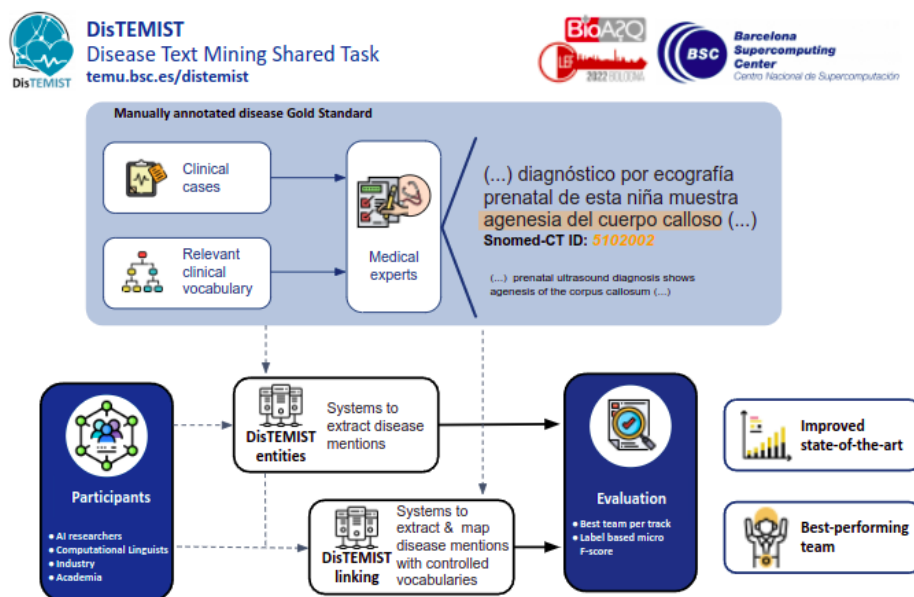 DisTEMIST
Disease Text Mining Shared Task
temu.bsc.es/distemist
DisTEMIST
BioASQ
CLEF
2022 BOLOGNA
BSC
Barcelona
Supercomputing
Center
Centro Nacional de Supercomputación
Manually annotated disease Gold Standard
Clinical
cases
Relevant
clinical
vocabulary
Medical
experts
(...) diagnóstico por ecografía
prenatal de esta niña muestra
agenesia del cuerpo calloso (...)
Snomed-CT ID: 5102002
(...) prenatal ultrasound diagnosis shows
agenesis of the corpus callosum (...)
Participants
AI researchers
Computational Linguists
Industry
Academia
DisTEMIST
entities
Systems to
extract disease
mentions
DisTEMIST
linking
Systems to
extract & map
disease mentions
with controlled
vocabularies
Evaluation
Best team per track
Label based micro
F-score
Improved
state-of-the-art
Best-performing
team